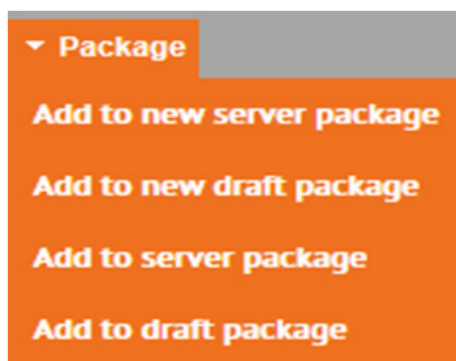 Package
Add to new server package
Add to new draft package
Add to server package
Add to draft package